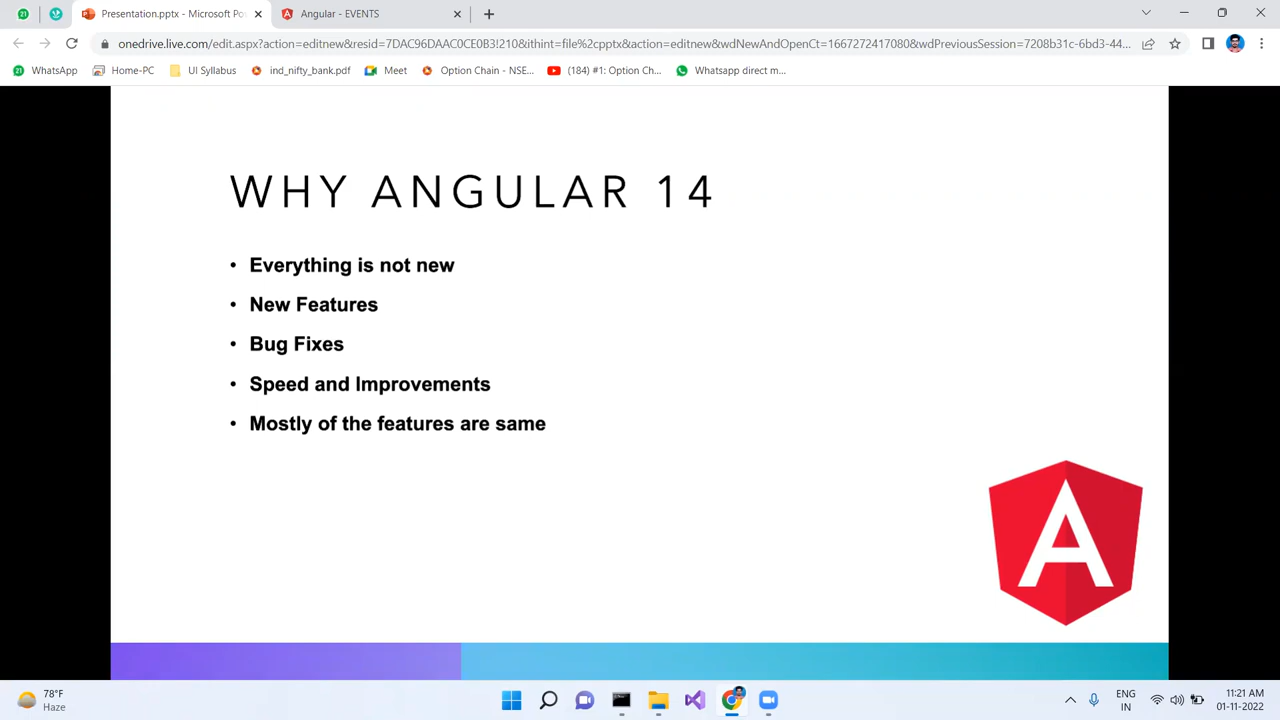 Presentation.pptx - Microsoft Po
Angular - EVENTS
onedrive.live.com/edit.aspx?action=editnew&resid=7DAC96DAAC0CE0B3!2131&ithint=file%2cpptx&action=editnew&wdNewAndOpenCt=1667272417080&wdPreviousSession=7208b31c-6bd3-44...
21 WhatsApp
Home-PC
UI Syllabus
ind_nifty_bank.pdf
Meet
Option Chain - NSE...
(184) #1: Option Ch...
Whatsapp direct m...
WHY ANGULAR 14
• Everything is not new
• New Features
• Bug Fixes
• Speed and Improvements
• Mostly of the features are same
A
78°F
Haze
ENG
IN
11:21 AM
01-11-2022